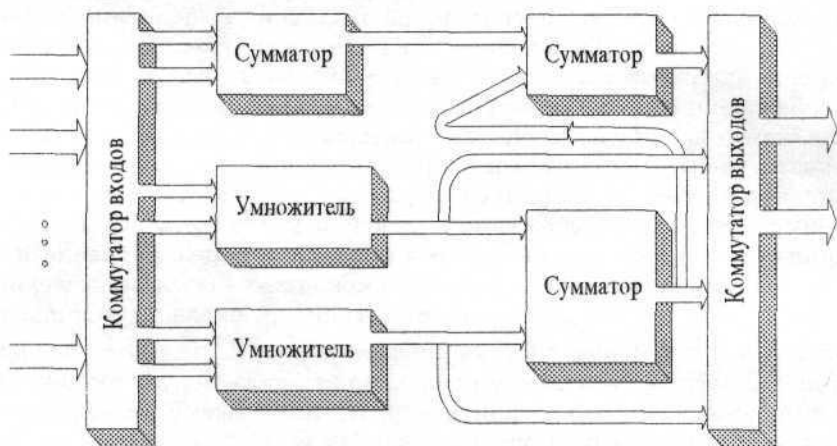 Коммутатор входов
Сумматор
Сумматор
Умножитель
Сумматор
Умножитель
Коммутатор выходов